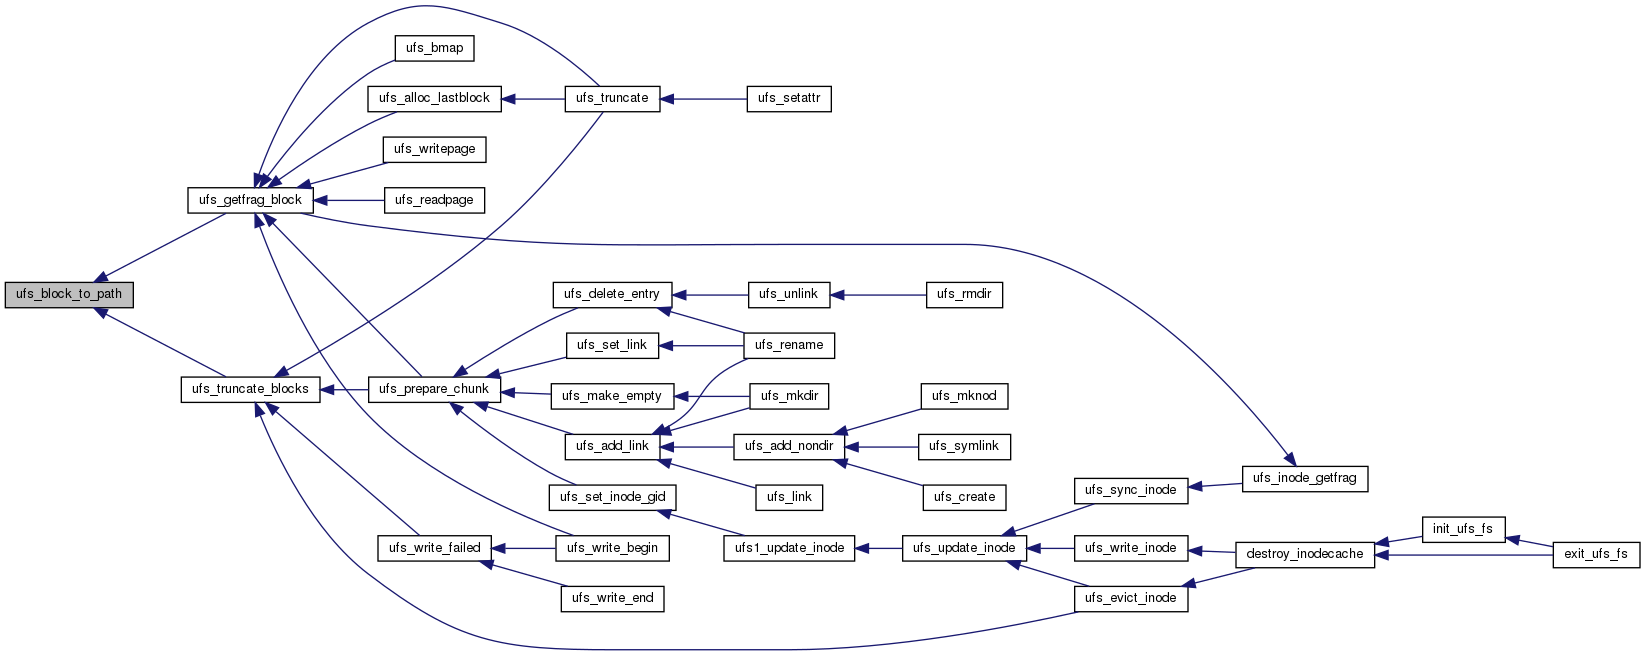 ufs_bmap
ufs_alloc_lastblock
ufs_truncate
ufs_setattr
ufs_writepage
ufs_getfrag_block
ufs_readpage
ufs_block_to_path
ufs_delete_entry
ufs_unlink
ufs_rmdir
ufs_set_link
ufs_rename
ufs_truncate_blocks
ufs_prepare_chunk
ufs_make_empty
ufs_mkdir
ufs_mknod
ufs_add_link
ufs_add_nondir
ufs_symlink
ufs_inode_getfrag
ufs_set_inode_gid
ufs_link
ufs_create
ufs_sync_inode
ufs_write_failed
ufs_write_begin
ufs1_update_inode
ufs_update_inode
ufs_write_inode
destroy_inodecache
init_ufs_fs
exit_ufs_fs
ufs_write_end
ufs_evict_inode